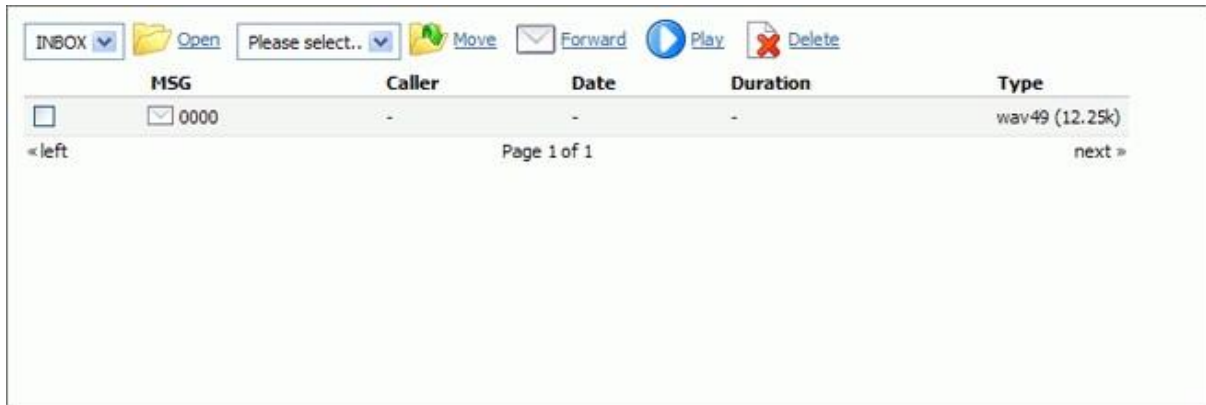 INBOX Open Please select.. Move Forward Play Delete
MSG Caller Date Duration Type
0000 - - - wav49 (12.25k)
«left Page 1 of 1 next »